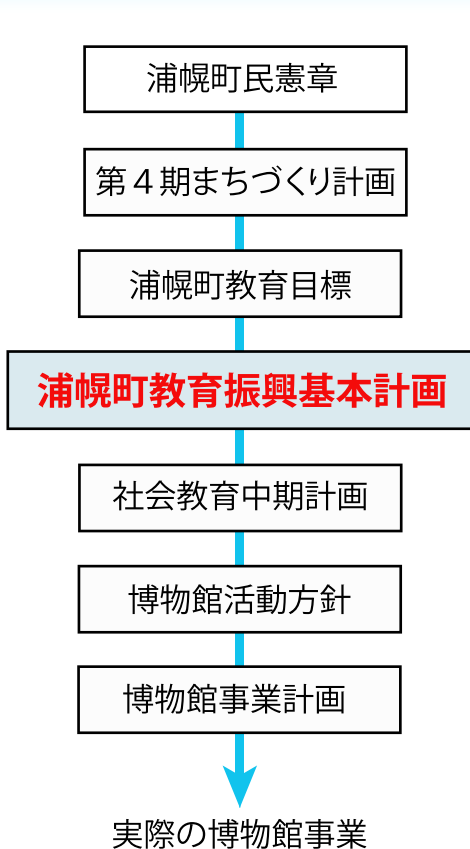 浦幌町民憲章
第４期まちづくり計画
浦幌町教育目標
浦幌町教育振興基本計画
社会教育中期計画
博物館活動方針
博物館事業計画
実際の博物館事業